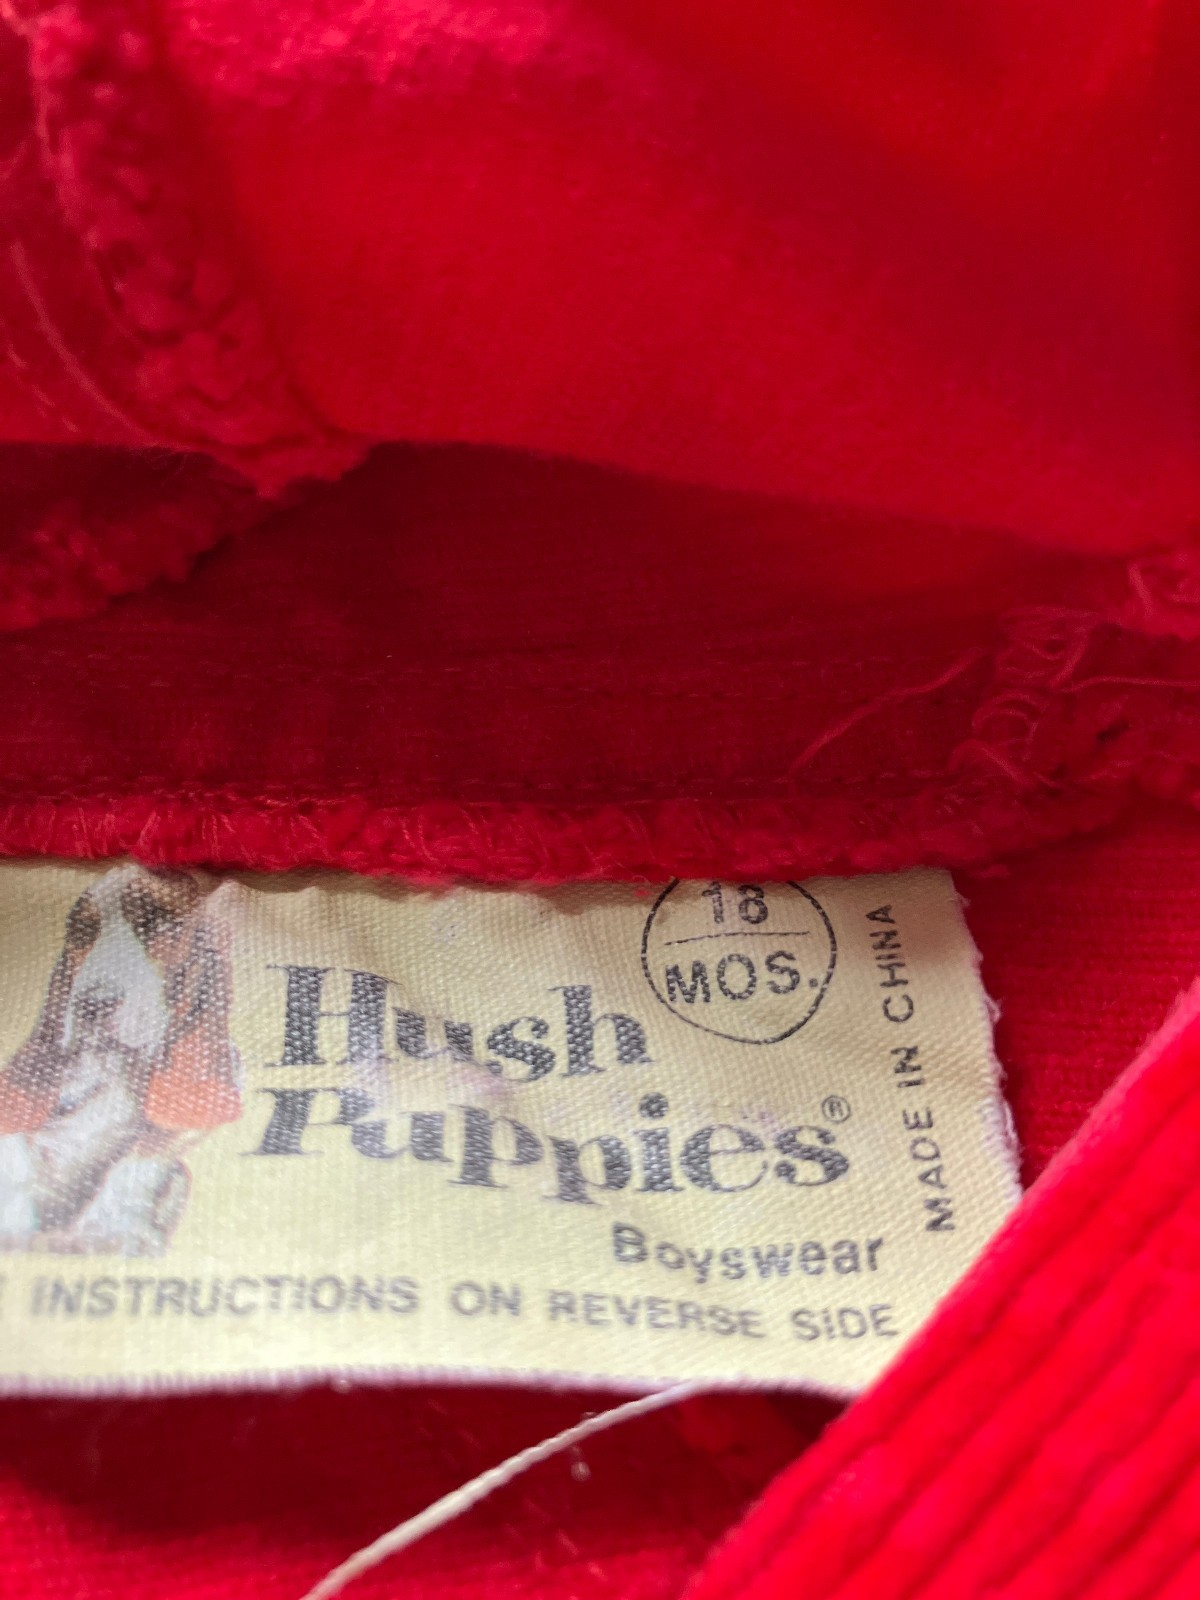 18
MOS.
Hush
Puppies®
Boyswear
INSTRUCTIONS ON REVERSE SIDE
MADE IN CHINA